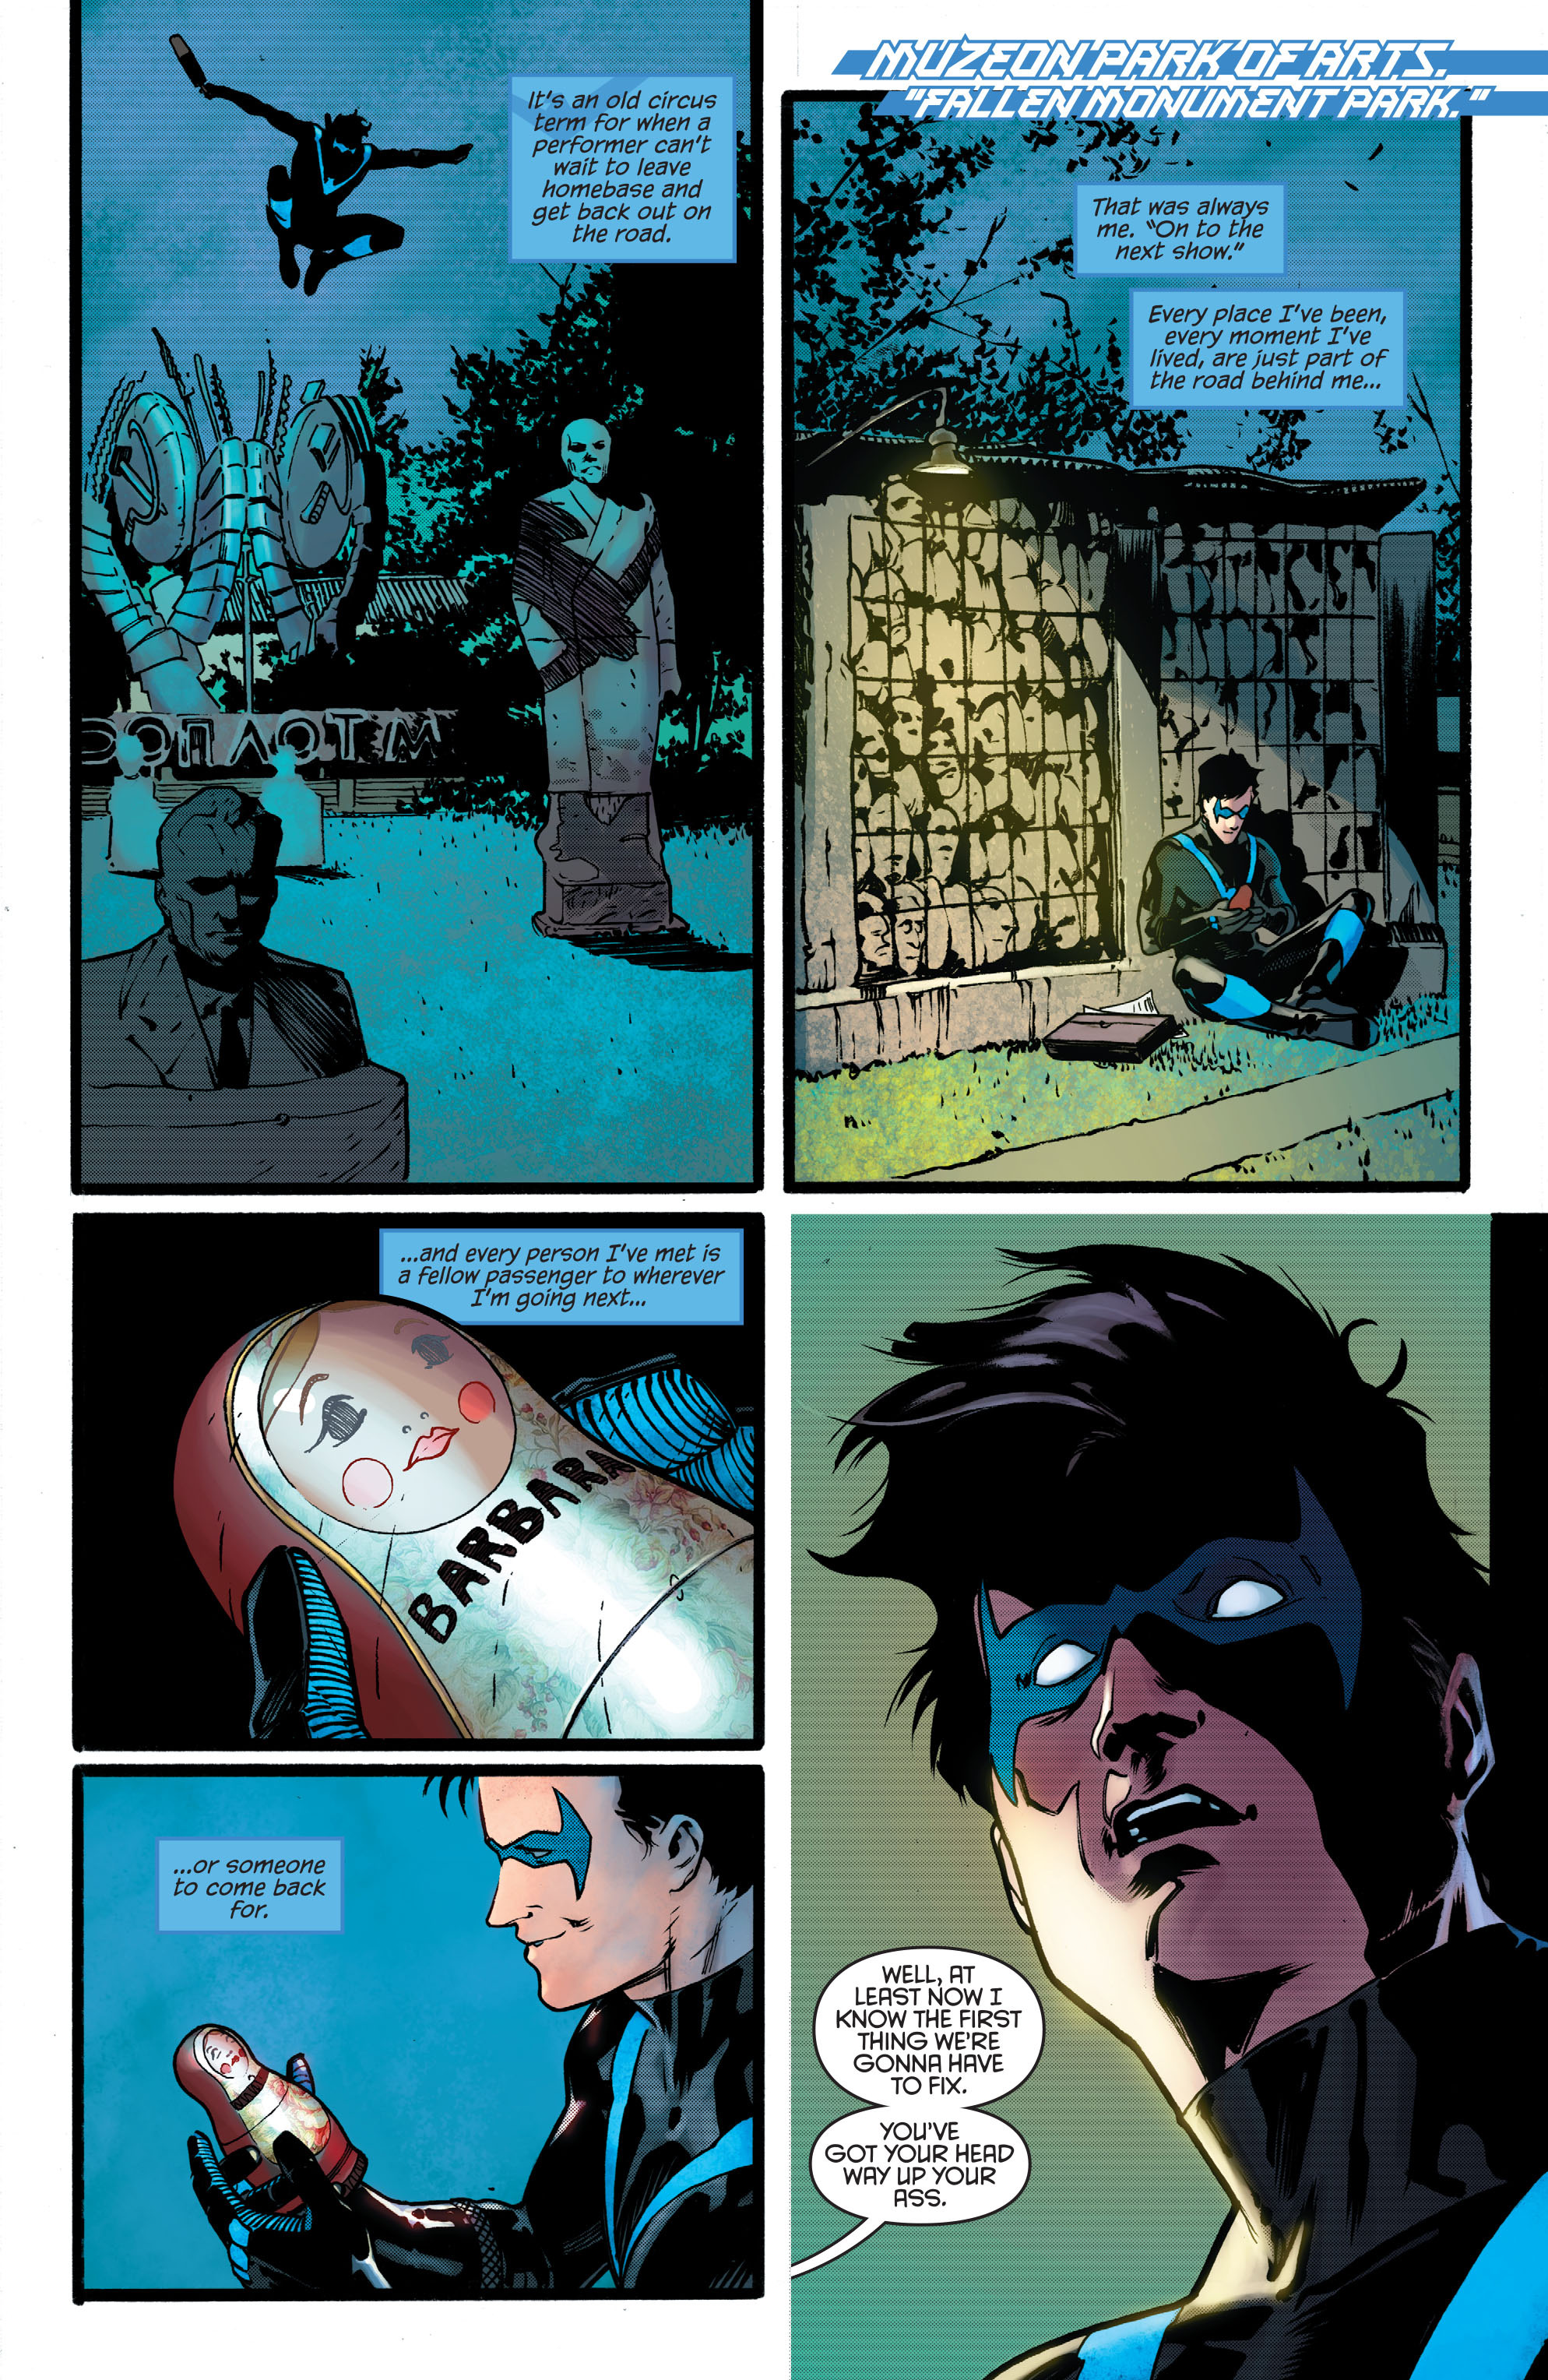 It's an old circus
term for when a
performer can't
wait to leave
homebase and
get back out on
the road.
ОПЛОТ М
MUZEON PARK OF ARTS.
"FALLEN MONUMENT PARK."
That was always
me. "On to the
next show."
Every place I've been,
every moment I've
lived, are just part of
the road behind me...
...and every person I've met is
a fellow passenger to wherever
I'm going next...
BARBARA
...or someone
to come back
for.
WELL, AT
LEAST NOW I
KNOW THE FIRST
THING WE'RE
GONNA HAVE
TO FIX.
YOU'VE
GOT YOUR HEAD
WAY UP YOUR
ASS.